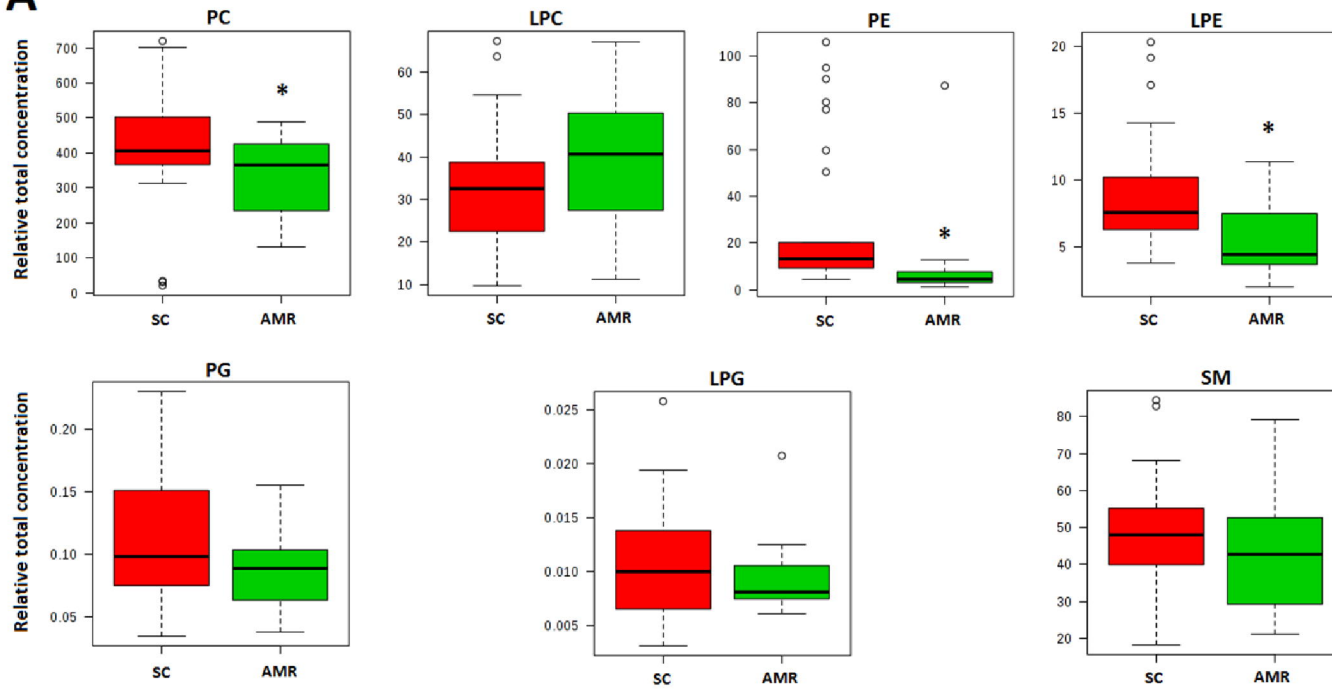 A
PC
LPC
PE
LPE
Relative total concentration
700
600
500
400
300
200
100
0
*
SC
AMR
60
50
40
30
20
10
SC
AMR
100
80
60
40
20
0
*
SC
AMR
20
15
10
5
*
SC
AMR
PG
LPG
SM
Relative total concentration
0.20
0.15
0.10
0.05
SC
AMR
0.025
0.020
0.015
0.010
0.005
SC
AMR
80
70
60
50
40
30
20
SC
AMR